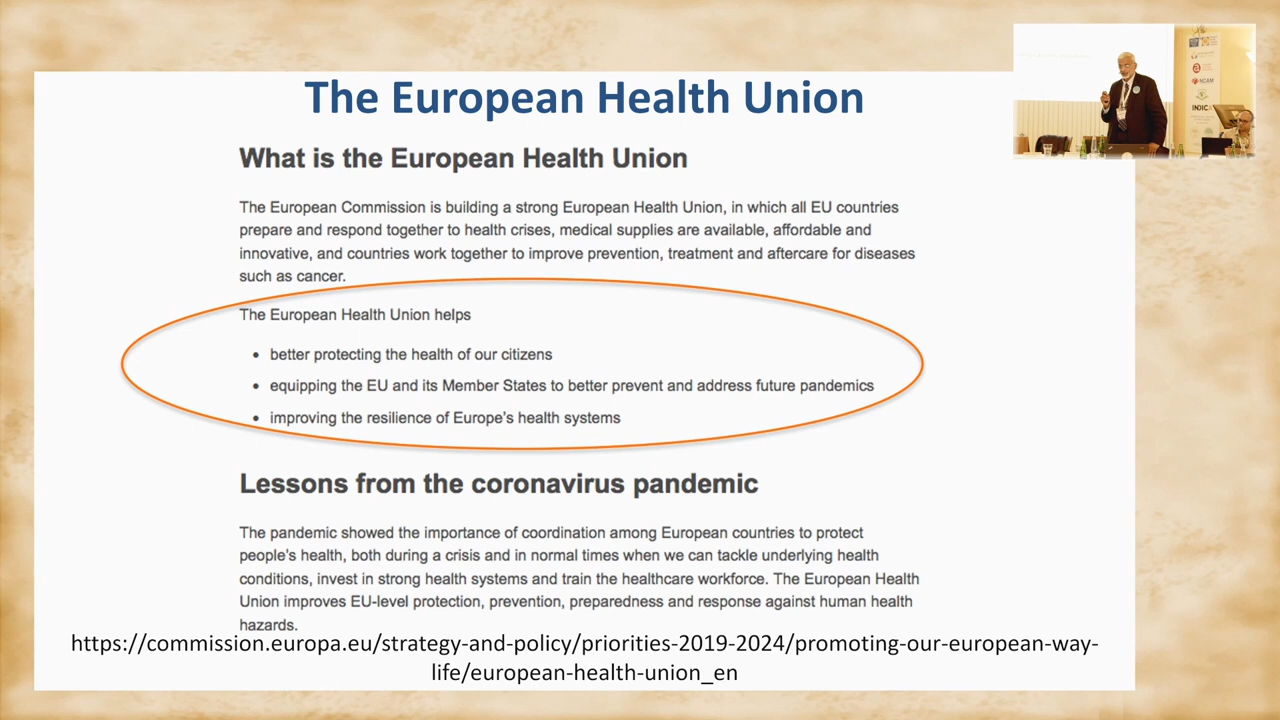 The European Health Union
What is the European Health Union
The European Commission is building a strong European Health Union, in which all EU countries
prepare and respond together to health crises, medical supplies are available, affordable and
innovative, and countries work together to improve prevention, treatment and aftercare for diseases
such as cancer.
The European Health Union helps
• better protecting the health of our citizens
• equipping the EU and its Member States to better prevent and address future pandemics
• improving the resilience of Europe's health systems
Lessons from the coronavirus pandemic
The pandemic showed the importance of coordination among European countries to protect
people's health, both during a crisis and in normal times when we can tackle underlying health
conditions, invest in strong health systems and train the healthcare workforce. The European Health
Union improves EU-level protection, prevention, preparedness and response against human health
hazards.
https://commission.europa.eu/strategy-and-policy/priorities-2019-2024/promoting-our-european-way-
life/european-health-union_en
NCAM
INDICA